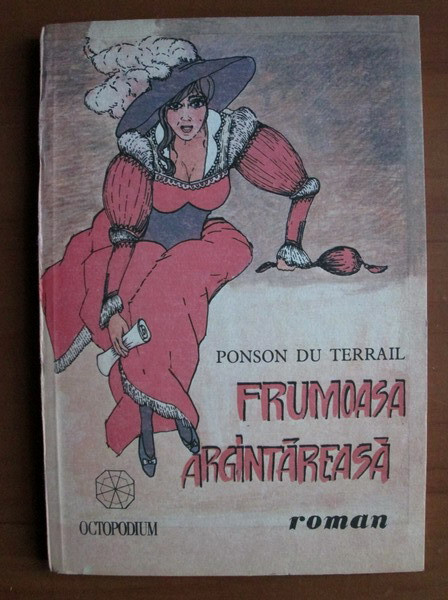 PONSON DU TERRAIL
FRUMOASA
ARGINTĂREASĂ
roman
OCTOPODIUM